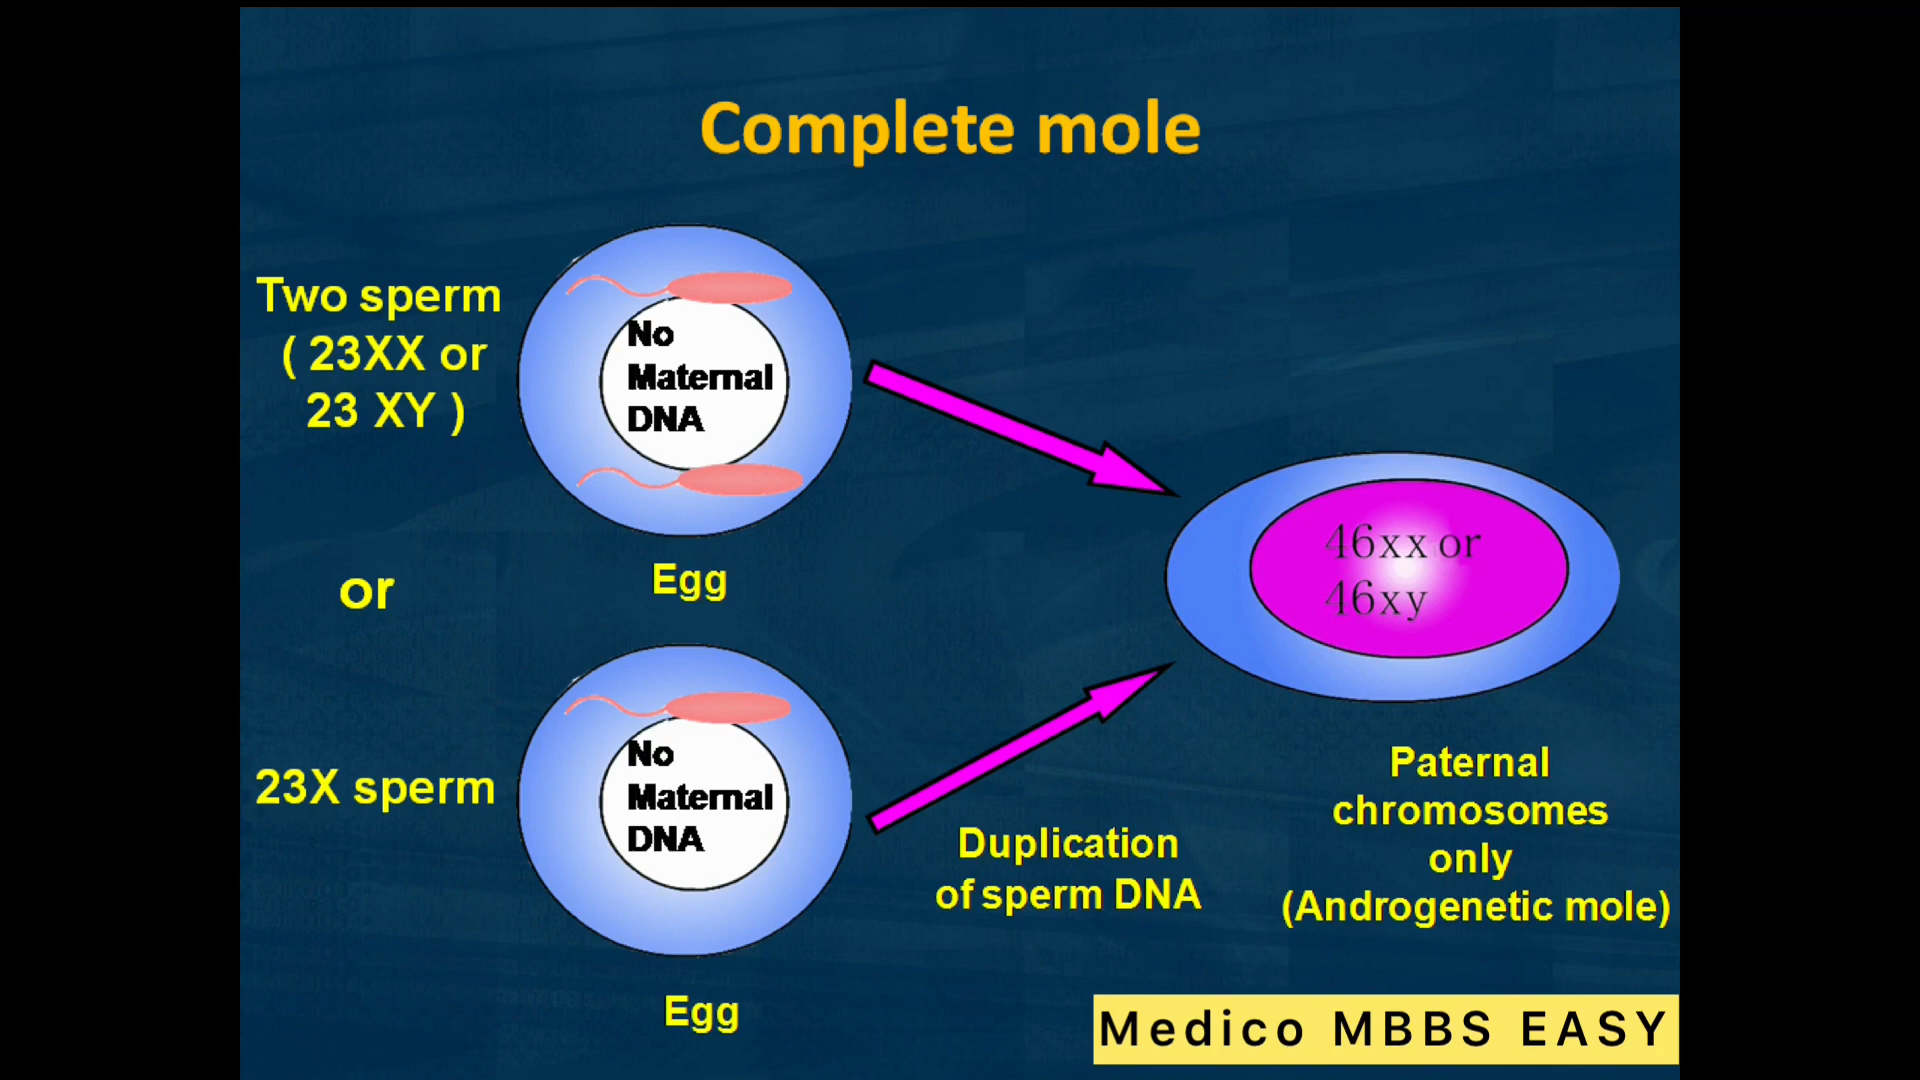 Complete mole
Two sperm
( 23XX or
23 XY )
No
Maternal
DNA
Egg
or
46xx or
46xy
23X sperm
No
Maternal
DNA
Egg
Duplication
of sperm DNA
Paternal
chromosomes
only
(Androgenetic mole)
Medico MBBS EASY